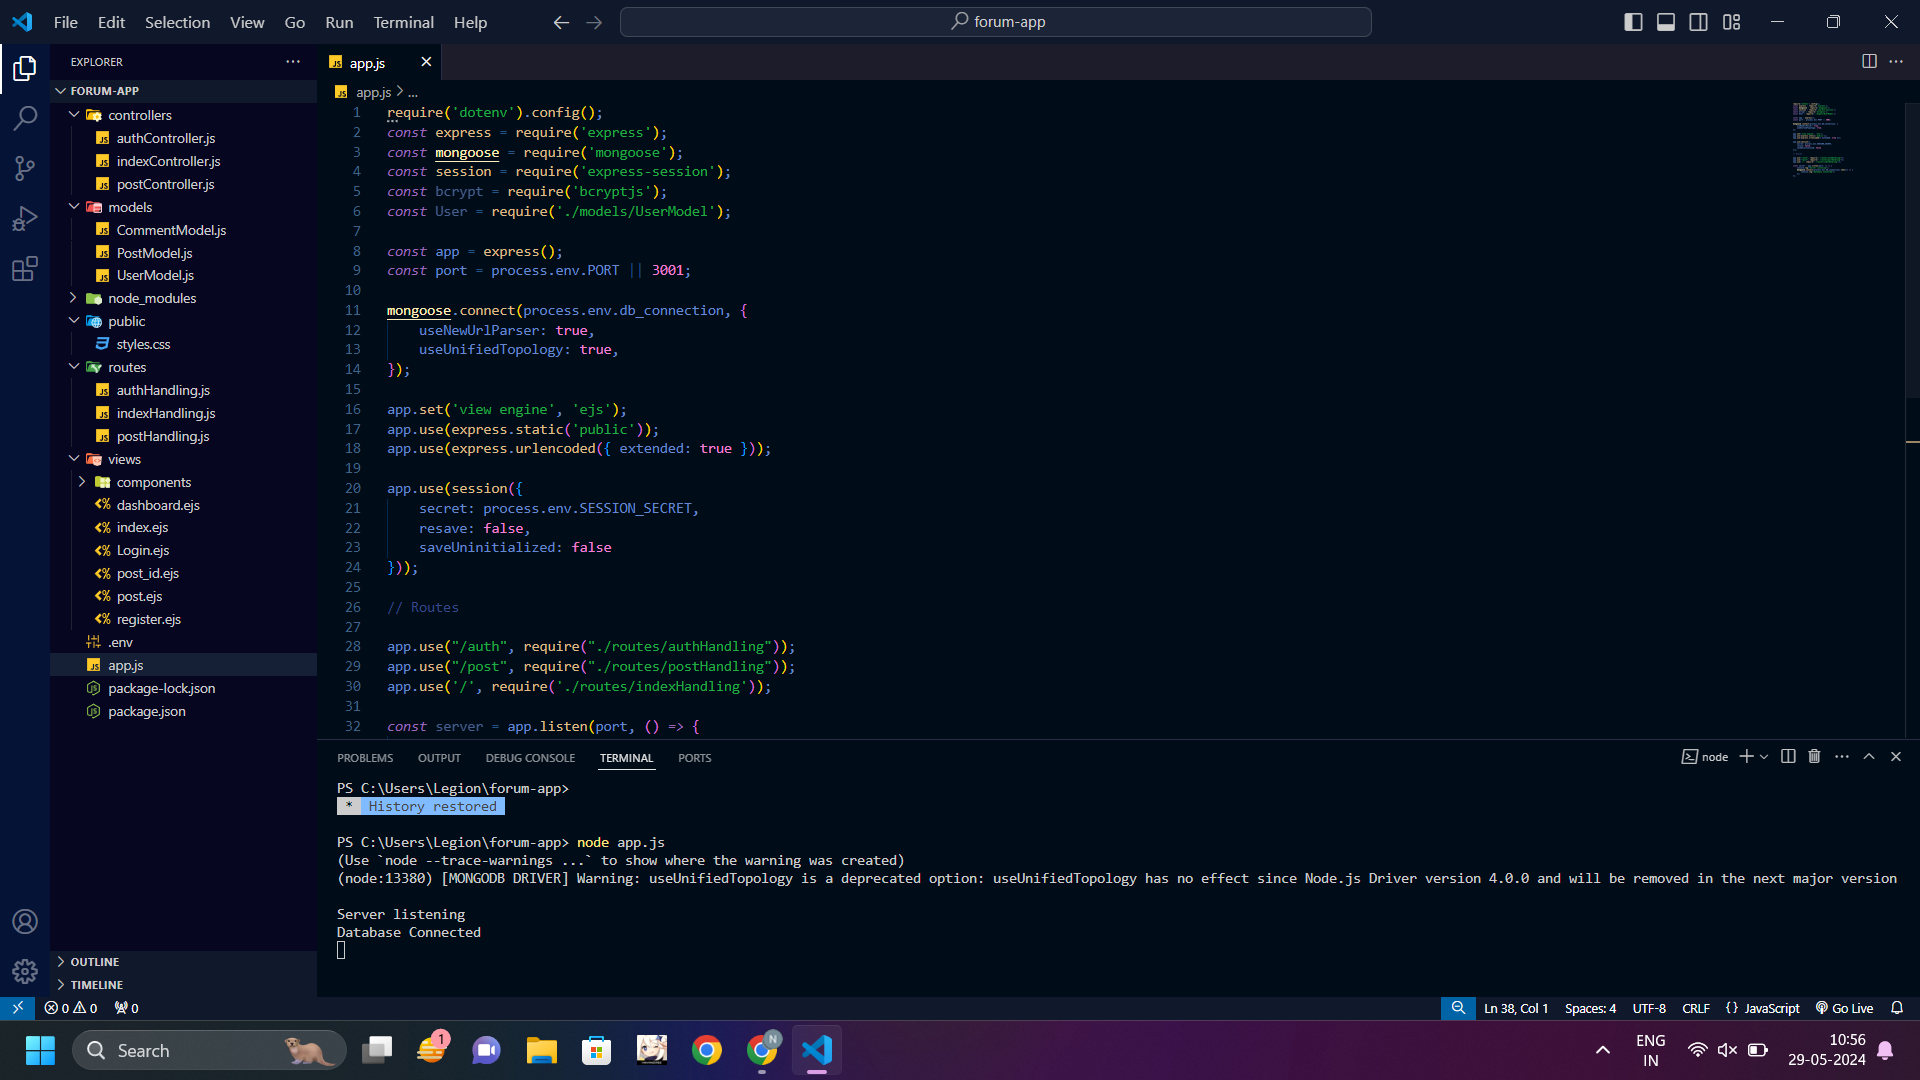 File Edit Selection View Go Run Terminal Help
forum-app
EXPLORER
FORUM-APP
controllers
authController.js
indexController.js
postController.js
models
CommentModel.js
PostModel.js
UserModel.js
node_modules
public
styles.css
routes
authHandling.js
indexHandling.js
postHandling.js
views
components
dashboard.ejs
index.ejs
Login.ejs
post_id.ejs
post.ejs
register.ejs
.env
app.js
package-lock.json
package.json
OUTLINE
TIMELINE
app.js
app.js > ...
1 require('dotenv').config();
2 const express = require('express');
3 const mongoose = require('mongoose');
4 const session = require('express-session');
5 const bcrypt = require('bcryptjs');
6 const User = require('./models/UserModel');
7
8 const app = express();
9 const port = process.env.PORT || 3001;
10
11 mongoose.connect(process.env.db_connection, {
12 useNewUrlParser: true,
13 useUnifiedTopology: true,
14 });
15
16 app.set('view engine', 'ejs');
17 app.use(express.static('public'));
18 app.use(express.urlencoded({ extended: true }));
19
20 app.use(session({
21 secret: process.env.SESSION_SECRET,
22 resave: false,
23 saveUninitialized: false
24 }));
25
26 // Routes
27
28 app.use("/auth", require("./routes/authHandling"));
29 app.use("/post", require("./routes/postHandling"));
30 app.use('/', require('./routes/indexHandling'));
31
32 const server = app.listen(port, () => {
PROBLEMS OUTPUT DEBUG CONSOLE TERMINAL PORTS
node
PS C:\Users\Legion\forum-app>
* History restored
PS C:\Users\Legion\forum-app> node app.js
(Use `node --trace-warnings ...` to show where the warning was created)
(node:13380) [MONGODB DRIVER] Warning: useUnifiedTopology is a deprecated option: useUnifiedTopology has no effect since Node.js Driver version 4.0.0 and will be removed in the next major version
Server listening
Database Connected
0 0 0
Ln 38, Col 1 Spaces: 4 UTF-8 CRLF {} JavaScript Go Live
Search
1
N
ENG
IN
10:56
29-05-2024